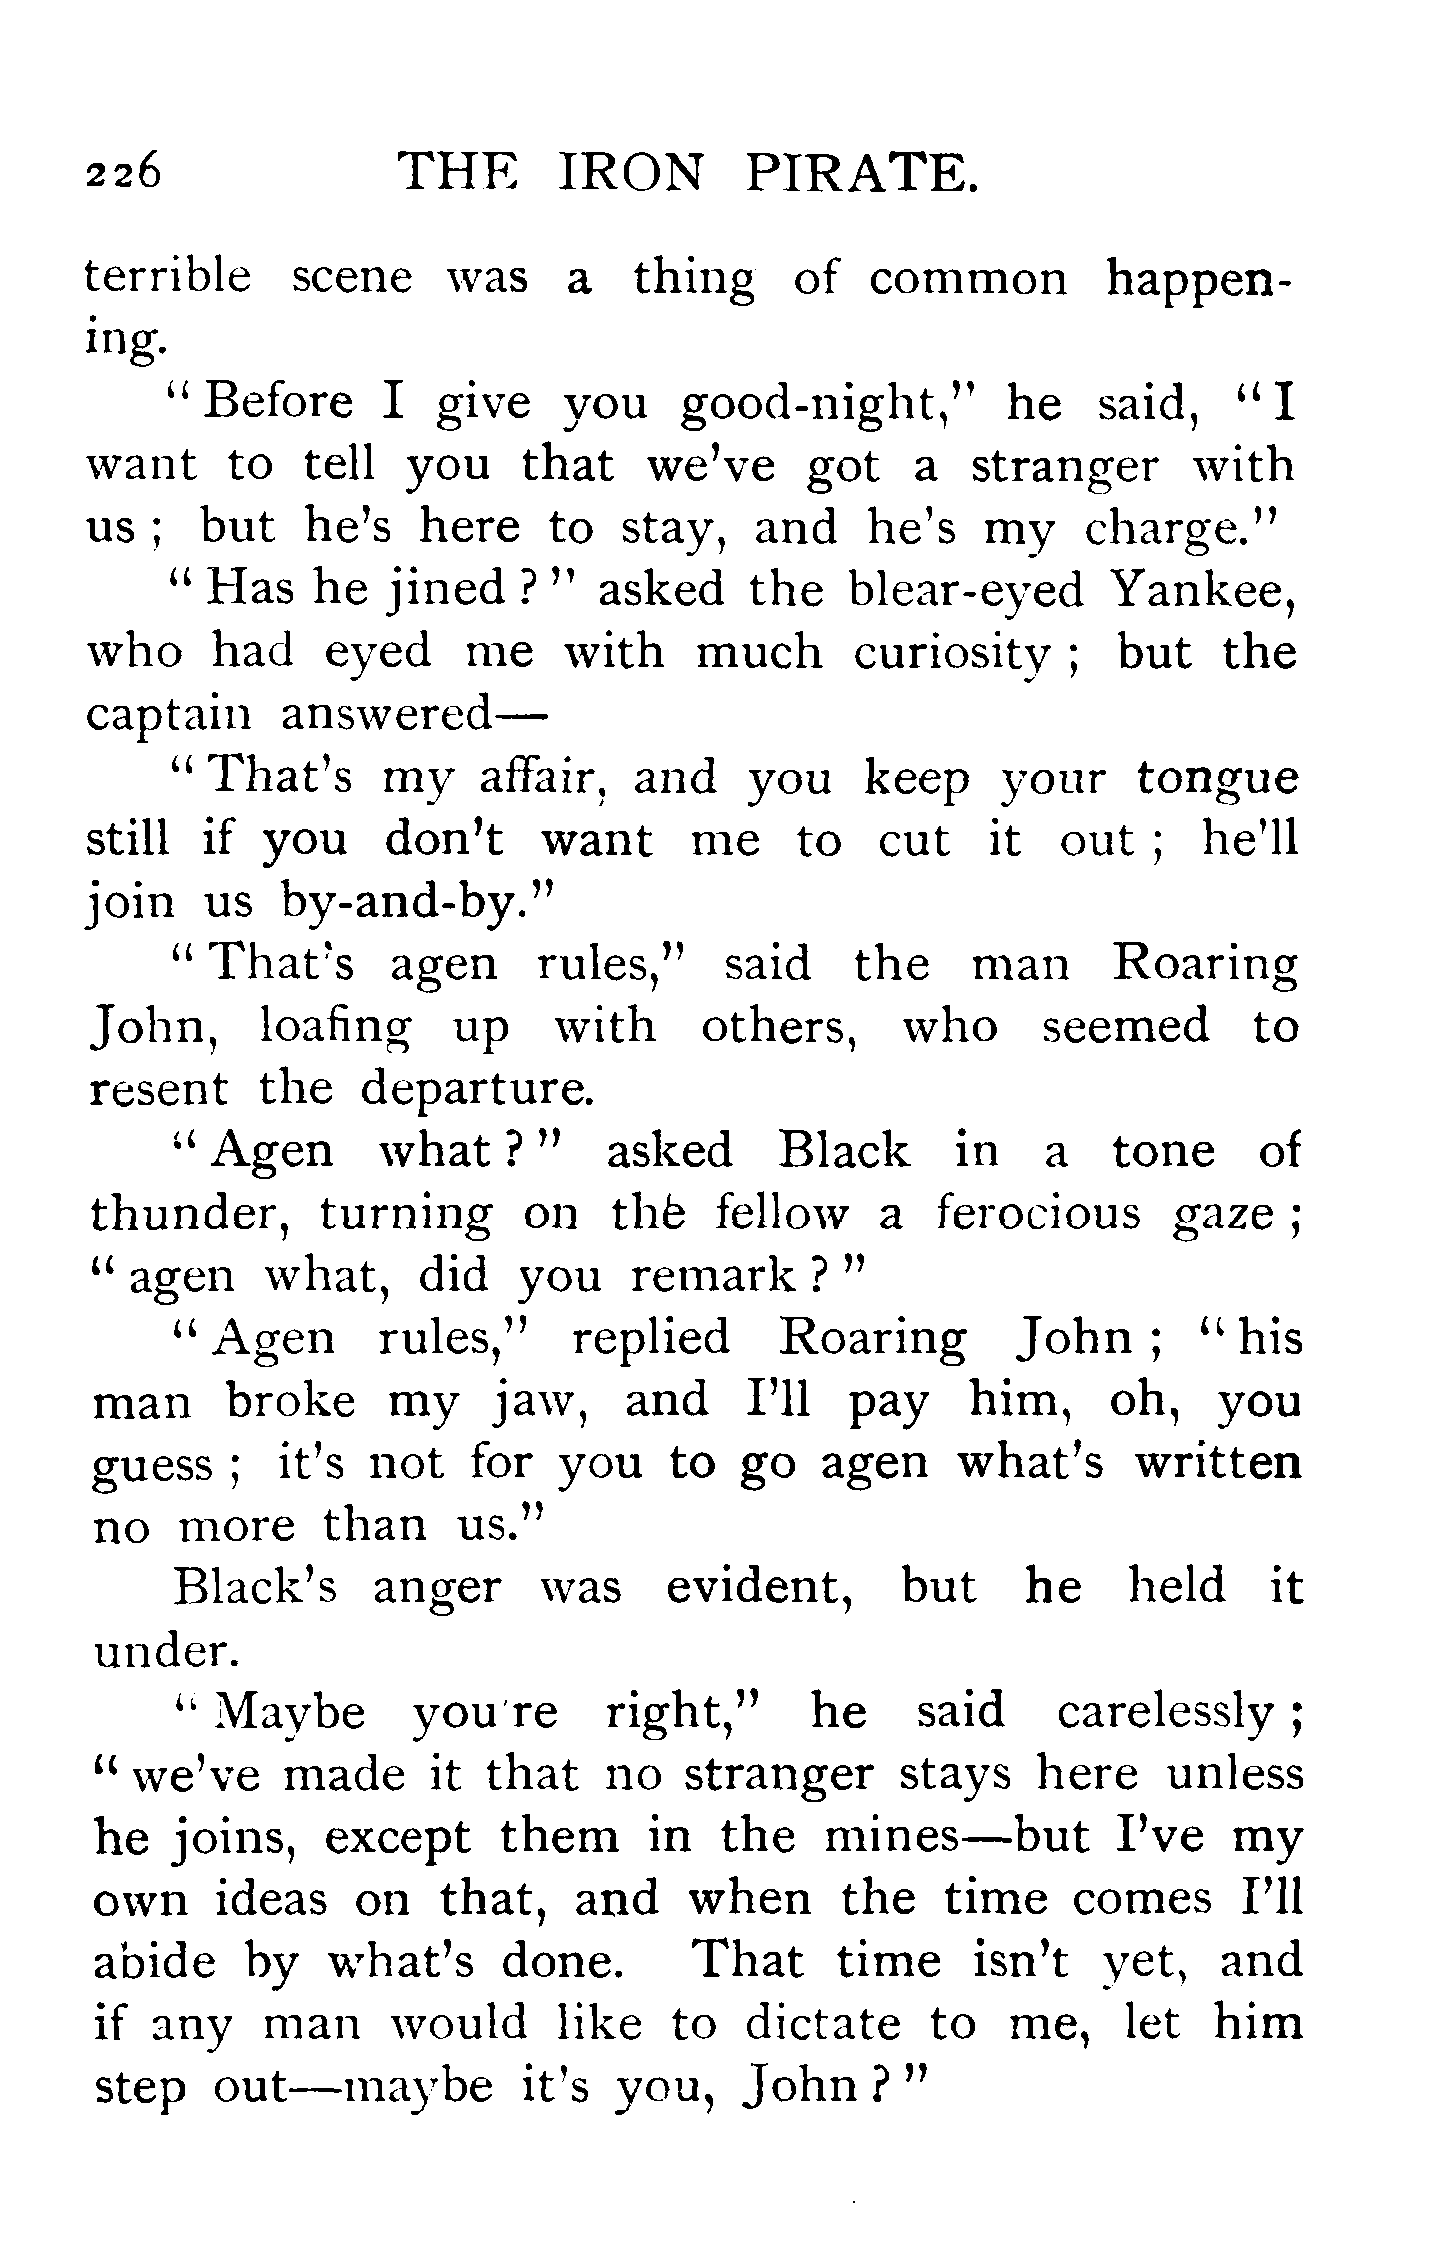 226 THE IRON PIRATE.
terrible scene was a thing of common happen-
ing.
“ Before I give you good-night,” he said, “ I
want to tell you that we’ve got a stranger with
us ; but he’s here to stay, and he’s my charge.”
“ Has he jined ? ” asked the blear-eyed Yankee,
who had eyed me with much curiosity ; but the
captain answered—
“ That’s my affair, and you keep your tongue
still if you don’t want me to cut it out ; he’ll
join us by-and-by.”
“ That’s agen rules,” said the man Roaring
John, loafing up with others, who seemed to
resent the departure.
“ Agen what ? ” asked Black in a tone of
thunder, turning on the fellow a ferocious gaze ;
“ agen what, did you remark ? ”
“ Agen rules,” replied Roaring John ; “ his
man broke my jaw, and I’ll pay him, oh, you
guess ; it’s not for you to go agen what’s written
no more than us.”
Black’s anger was evident, but he held it
under.
“ Maybe you’re right,” he said carelessly ;
“ we’ve made it that no stranger stays here unless
he joins, except them in the mines—but I’ve my
own ideas on that, and when the time comes I’ll
abide by what’s done. That time isn’t yet, and
if any man would like to dictate to me, let him
step out—maybe it’s you, John ? ”